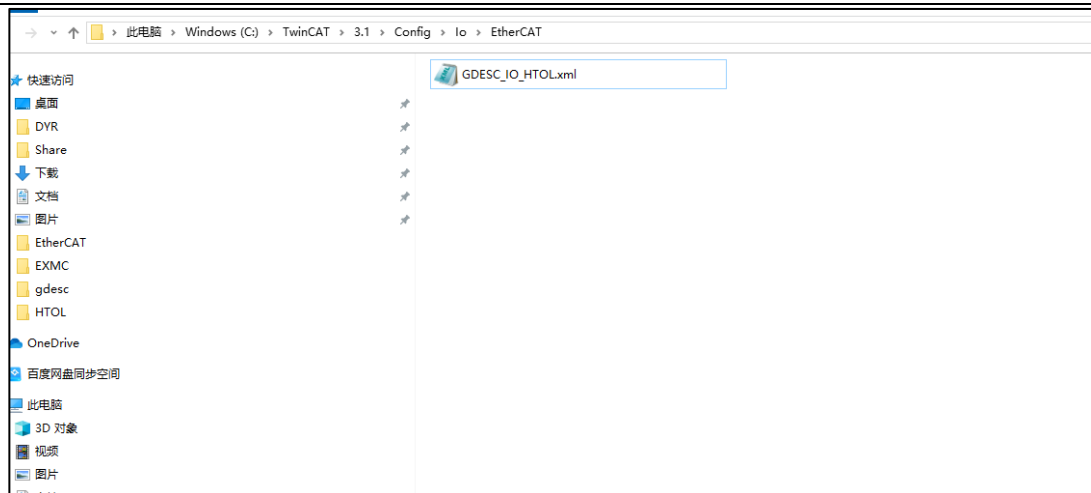 此电脑 > Windows (C:) > TwinCAT > 3.1 > Config > Io > EtherCAT
快速访问
GDESC_IO_HTOL.xml
桌面
DYR
Share
下载
文档
图片
EtherCAT
EXMC
gdesc
HTOL
OneDrive
百度网盘同步空间
此电脑
3D 对象
视频
图片